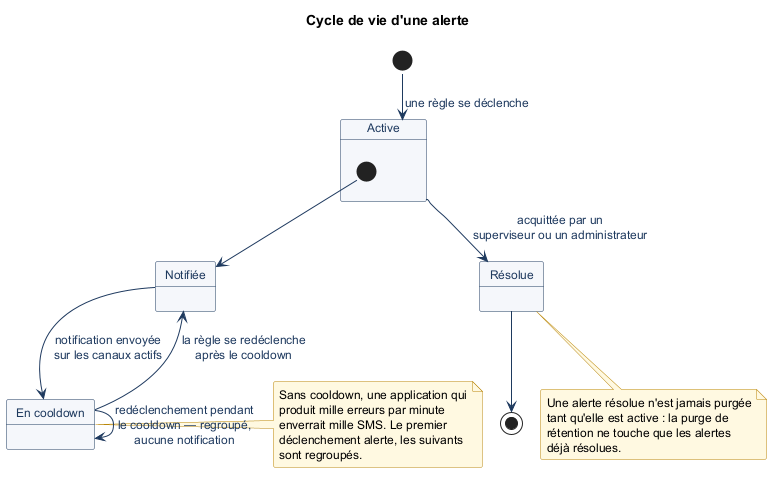 Cycle de vie d'une alerte
une règle se déclenche
Active
acquittée par un
superviseur ou un administrateur
Notifiée
Résolue
notification envoyée
sur les canaux actifs
la règle se redéclenche
après le cooldown
En cooldown
redéclenchement pendant
le cooldown — regroupé,
aucune notification
Sans cooldown, une application qui
produit mille erreurs par minute
enverrait mille SMS. Le premier
déclenchement alerte, les suivants
sont regroupés.
Une alerte résolue n'est jamais purgée
tant qu'elle est active : la purge de
rétention ne touche que les alertes
déjà résolues.